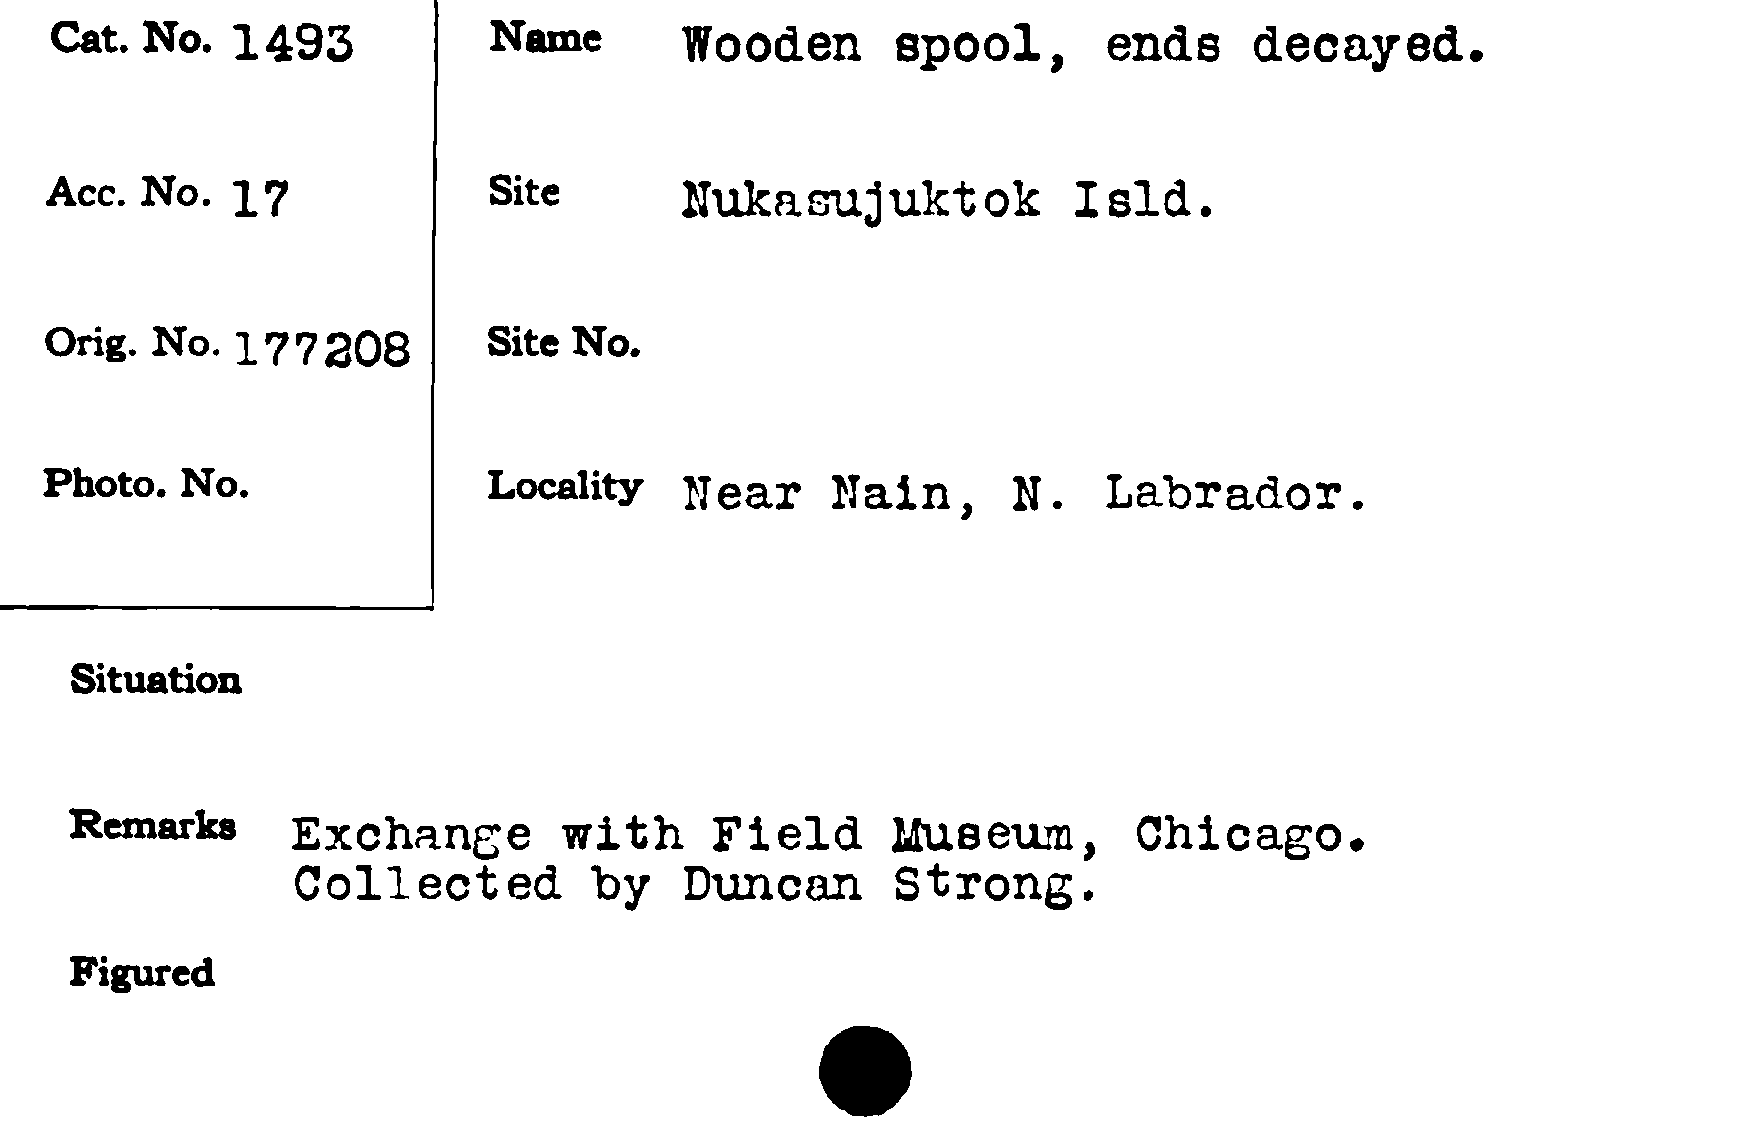 Cat. No. 1493
Name Wooden spool, ends decayed.
Acc. No. 17
Site Nukasujuktok Isld.
Orig. No. 177208
Site No.
Photo. No.
Locality Near Nain, N. Labrador.
Situation
Remarks Exchange with Field Museum, Chicago.
Collected by Duncan Strong.
Figured